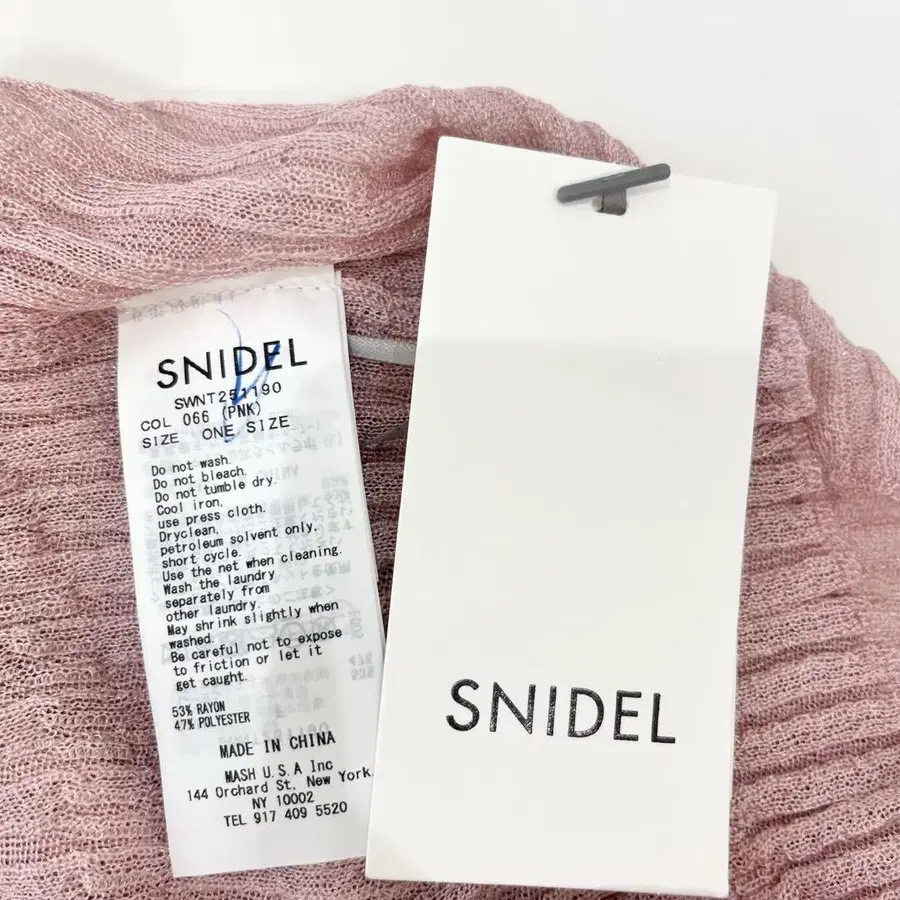 SNIDEL
SWNT251190
COL 066 (PNK)
SIZE ONE SIZE
Do not wash.
Do not bleach.
Do not tumble dry.
Cool iron.
use press cloth.
Dryclean,
petroleum solvent only,
short cycle.
Use the net when cleaning.
Wash the laundry
separately from
other laundry.
May shrink slightly when
washed.
Be careful not to expose
to friction or let it
get caught.
53% RAYON
47% POLYESTER
MADE IN CHINA
MASH U.S.A Inc
144 Orchard St. New York,
NY 10002
TEL 917 409 5520
SNIDEL